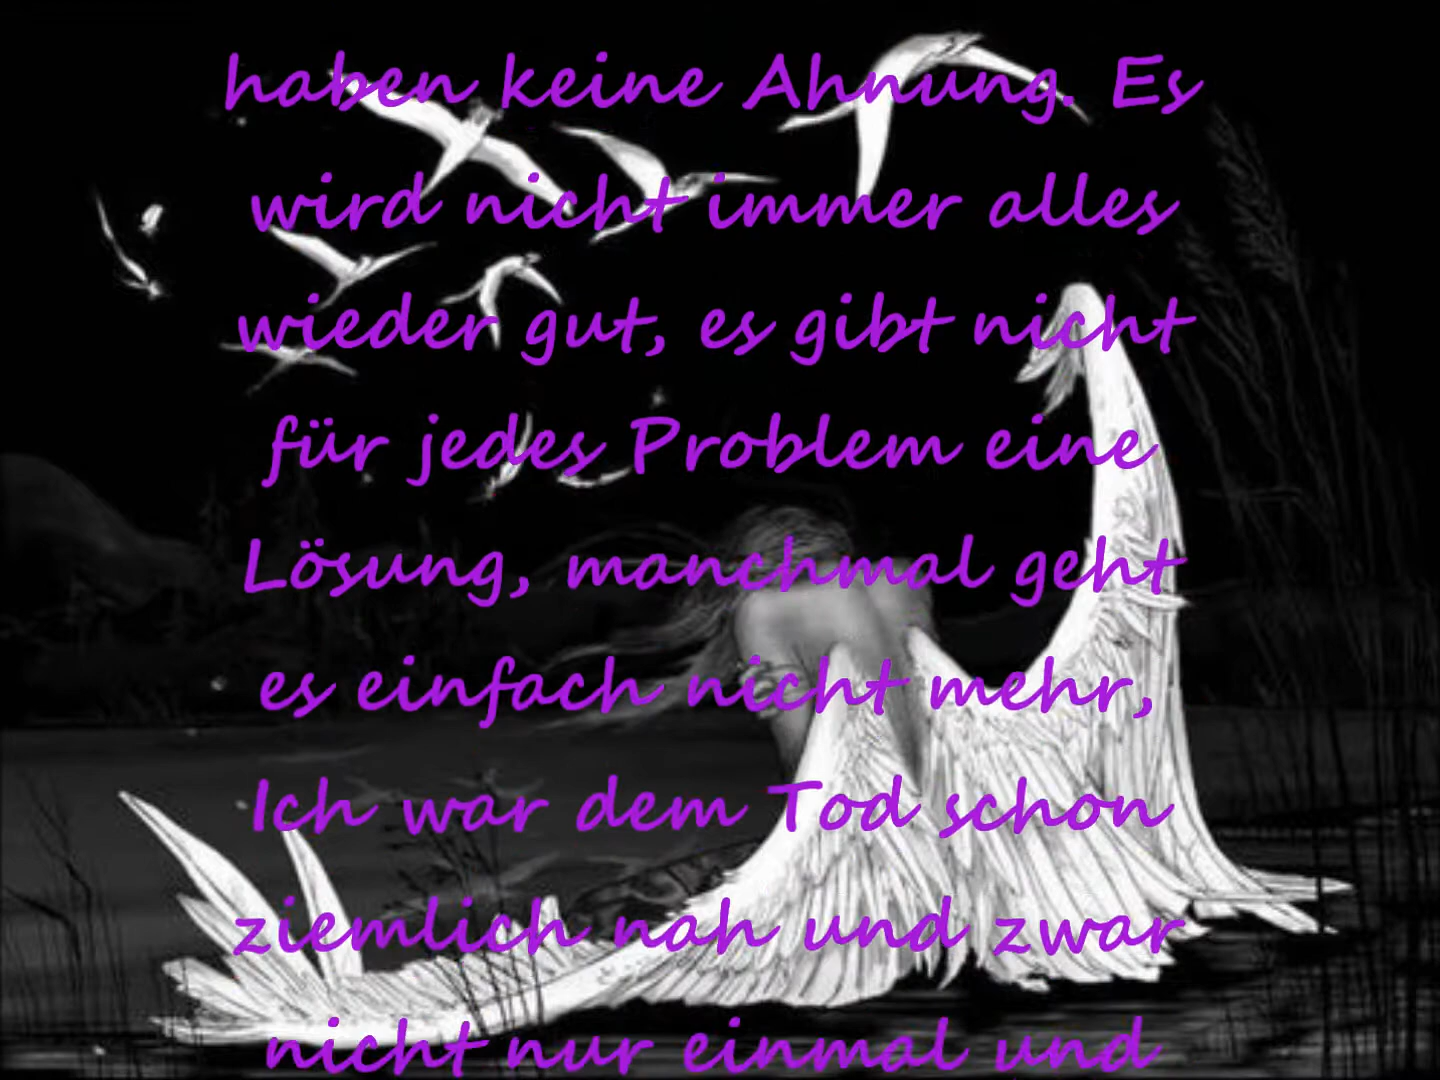 haben keine Ahnung. Es
wird nicht immer alles
wieder gut, es gibt nicht
für jedes Problem eine
Lösung, manchmal geht
es einfach nicht mehr,
Ich war dem Tod schon
ziemlich nah und zwar
nicht nur einmal und